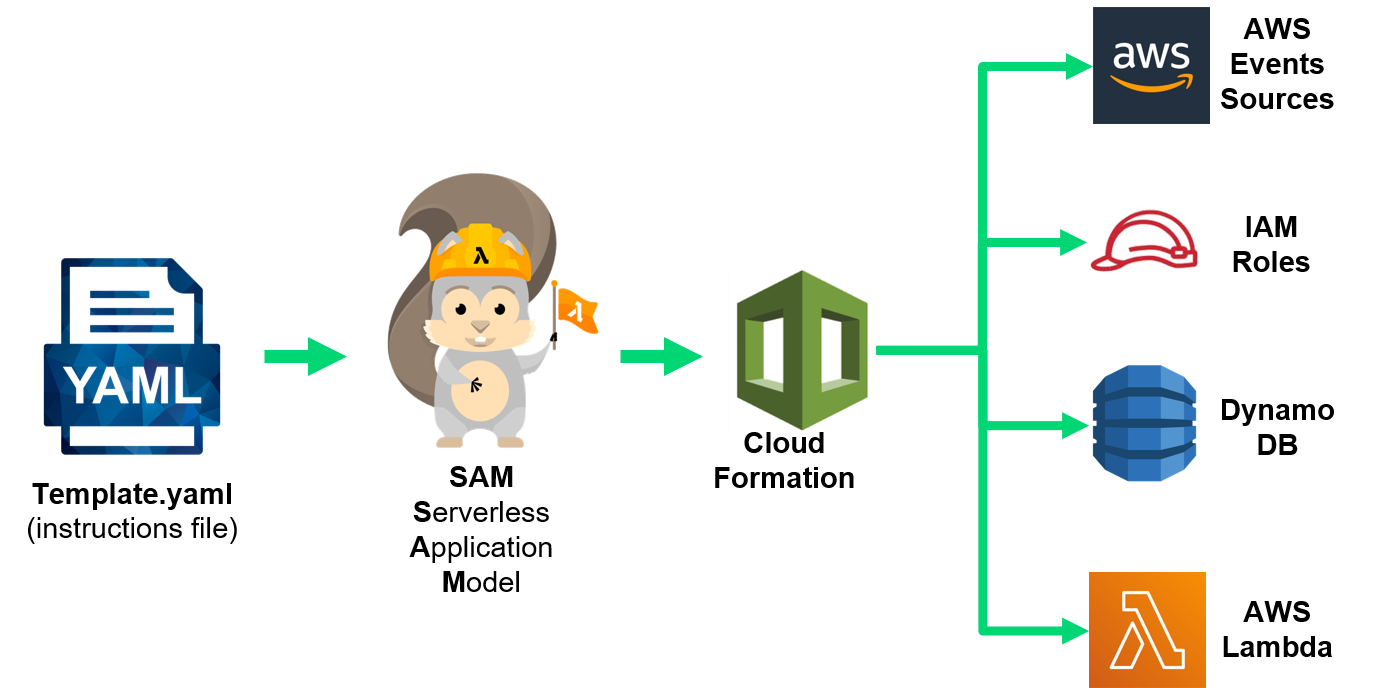 YAML
Template.yaml
(instructions file)
SAM
Serverless
Application
Model
Cloud
Formation
aws
AWS
Events
Sources
IAM
Roles
Dynamo
DB
AWS
Lambda